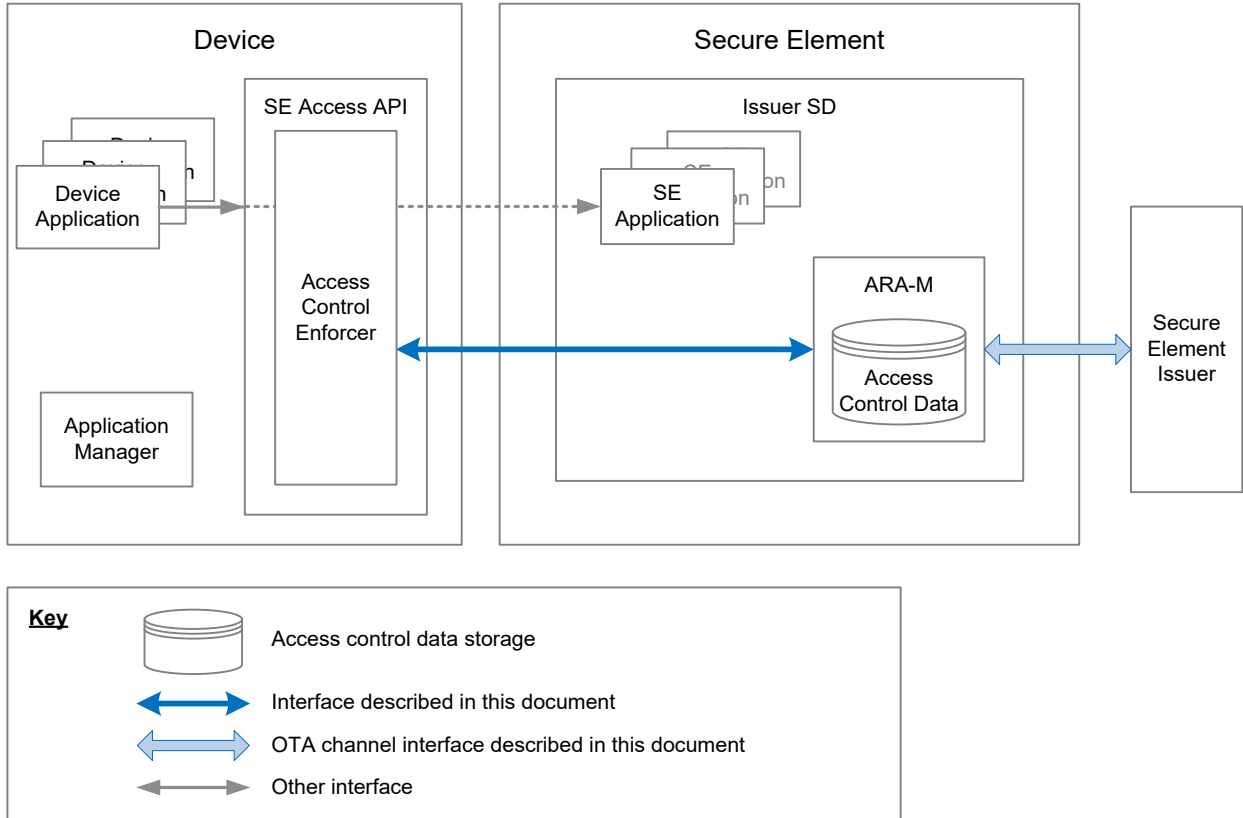 Device
Secure Element
SE Access API
Issuer SD
Device
Application
SE
Application
Access
Control
Enforcer
ARA-M
Access
Control Data
Secure
Element
Issuer
Application
Manager
Key
Access control data storage
Interface described in this document
OTA channel interface described in this document
Other interface